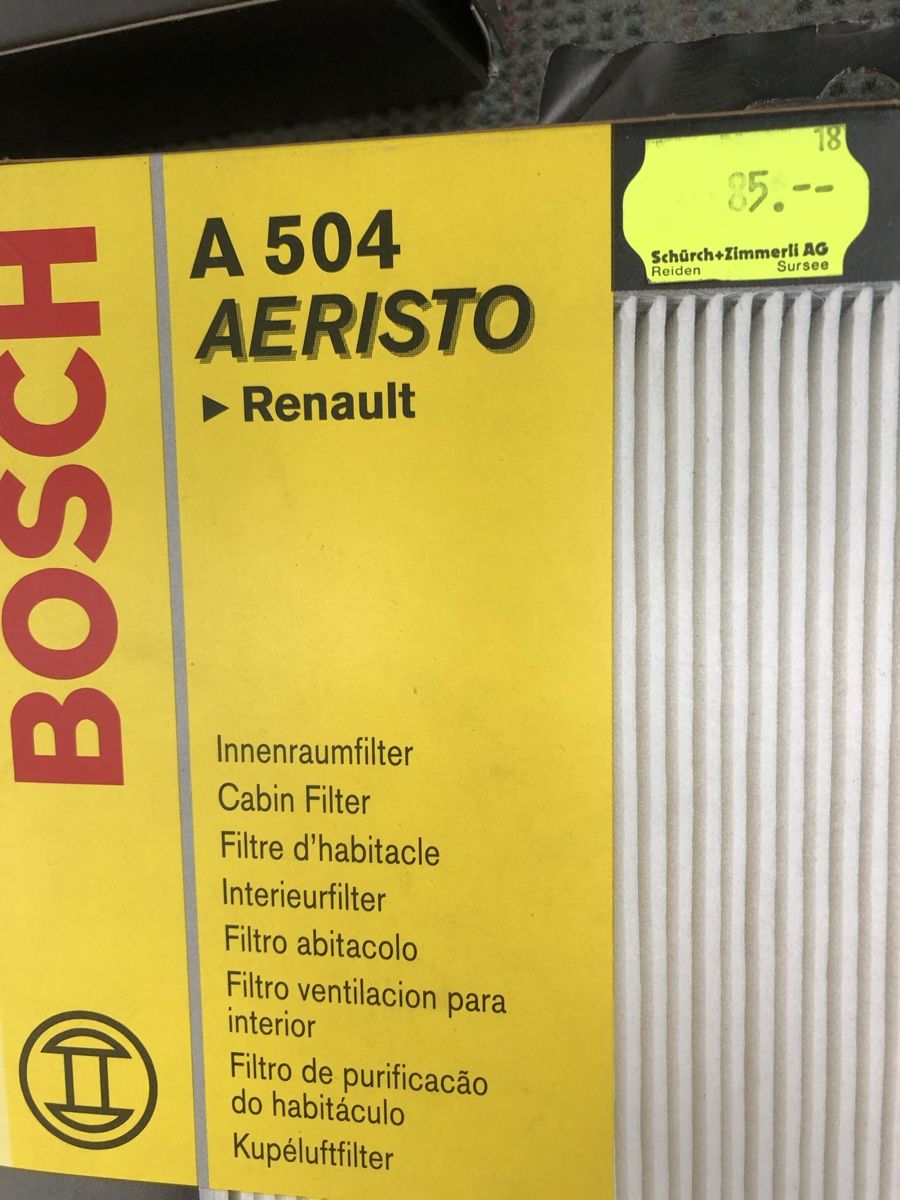 BOSCH
A 504
AERISTO
► Renault
18
85.--
Schürch+Zimmerli AG
Reiden Sursee
Innenraumfilter
Cabin Filter
Filtre d'habitacle
Interieurfilter
Filtro abitacolo
Filtro ventilacion para
interior
Filtro de purificacão
do habitáculo
Kupéluftfilter